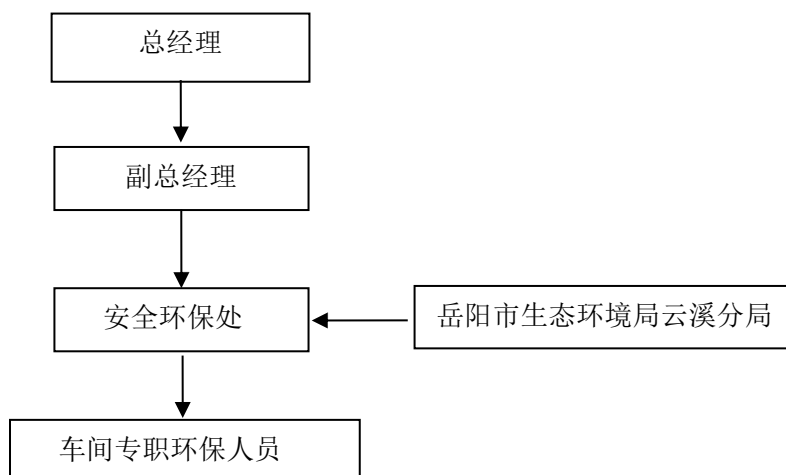 总经理
副总经理
安全环保处
岳阳市生态环境局云溪分局
车间专职环保人员